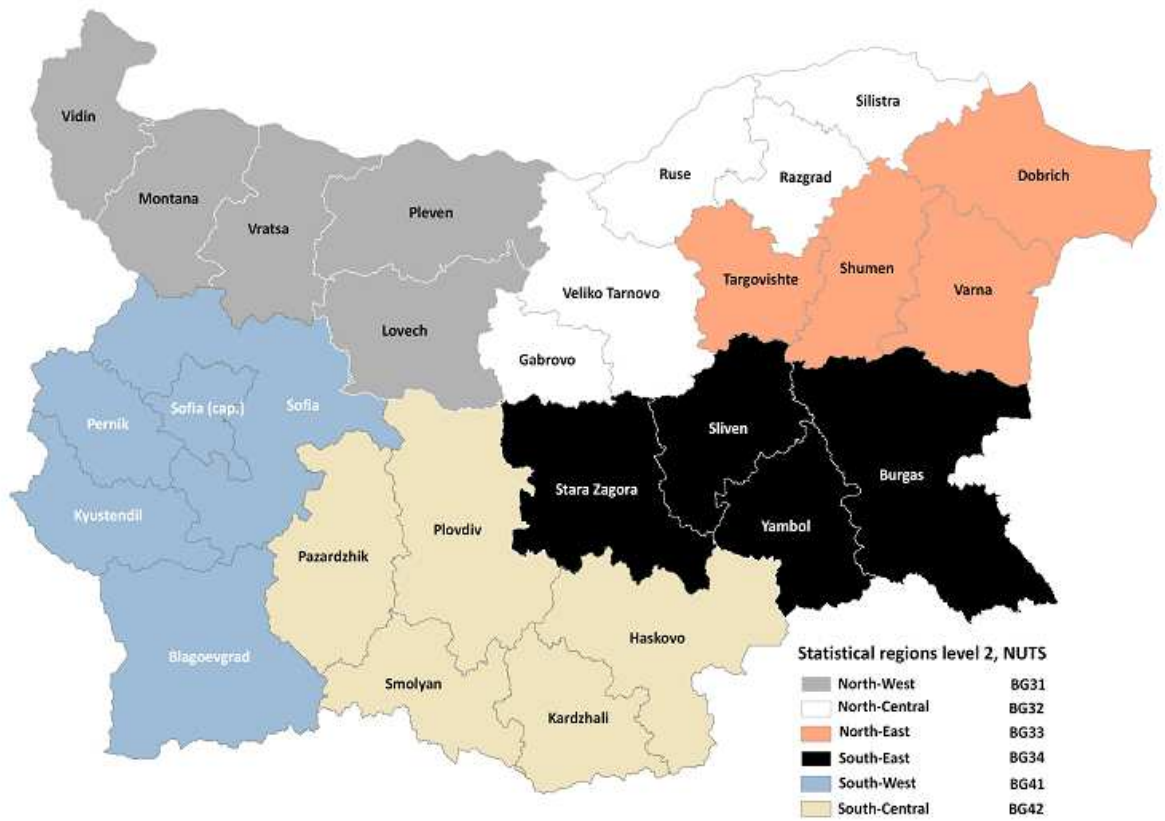 Vidin
Montana
Vratsa
Pleven
Lovech
Silistra
Ruse
Razgrad
Veliko Tarnovo
Gabrovo
Dobrich
Targovishte
Shumen
Varna
Pernik
Sofia (cap.)
Sofia
Kyustendil
Blagoevgrad
Pazardzhik
Plovdiv
Smolyan
Kardzhali
Haskovo
Stara Zagora
Sliven
Yambol
Burgas
Statistical regions level 2, NUTS
North-West BG31
North-Central BG32
North-East BG33
South-East BG34
South-West BG41
South-Central BG42